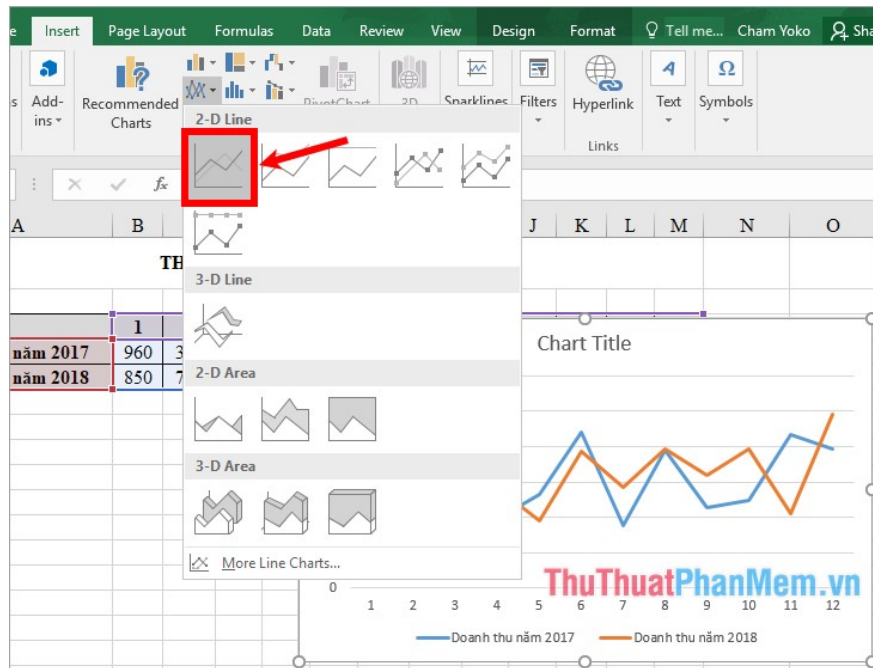 Insert Page Layout Formulas Data Review View Design Format Tell me... Cham Yoko Sha
Add-ins
Recommended Charts
PivotChart
3D
Sparklines
Filters
Hyperlink
Text
Symbols
Links
fx
A B J K L M N O
2-D Line
3-D Line
2-D Area
3-D Area
More Line Charts...
TH
1
năm 2017 960 3
năm 2018 850 7
Chart Title
0
1 2 3 4 5 6 7 8 9 10 11 12
Doanh thu năm 2017 Doanh thu năm 2018
ThuThuatPhanMem.vn